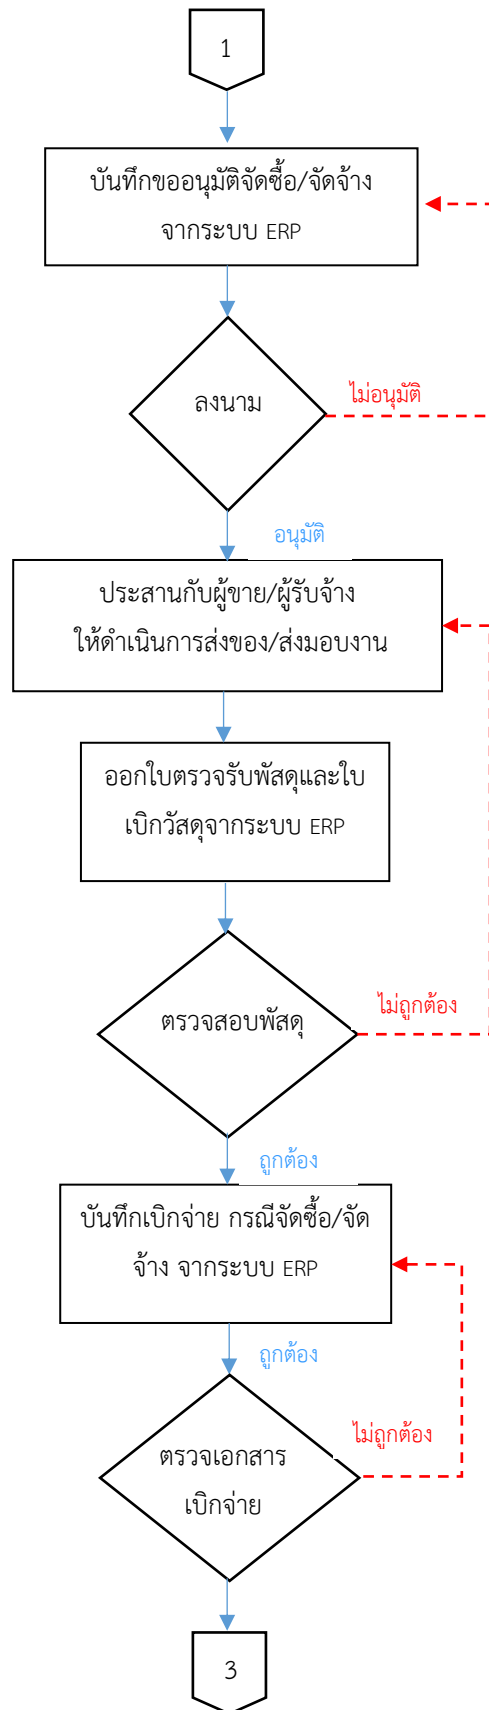 1
บันทึกขออนุมัติจัดซื้อ/จัดจ้าง
จากระบบ ERP
ลงนาม
ไม่อนุมัติ
อนุมัติ
ประสานกับผู้ขาย/ผู้รับจ้าง
ให้ดำเนินการส่งของ/ส่งมอบงาน
ออกใบตรวจรับพัสดุและใบ
เบิกวัสดุจากระบบ ERP
ตรวจสอบพัสดุ
ไม่ถูกต้อง
ถูกต้อง
บันทึกเบิกจ่าย กรณีจัดซื้อ/จัด
จ้าง จากระบบ ERP
ถูกต้อง
ไม่ถูกต้อง
ตรวจเอกสาร
เบิกจ่าย
3